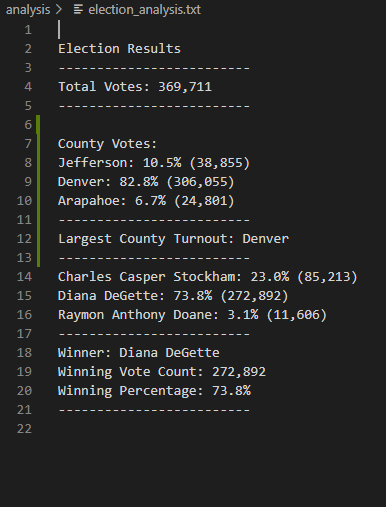 analysis > election_analysis.txt
1
2 Election Results
3 -------------------------
4 Total Votes: 369,711
5 -------------------------
6
7 County Votes:
8 Jefferson: 10.5% (38,855)
9 Denver: 82.8% (306,055)
10 Arapahoe: 6.7% (24,801)
11 -------------------------
12 Largest County Turnout: Denver
13 -------------------------
14 Charles Casper Stockham: 23.0% (85,213)
15 Diana DeGette: 73.8% (272,892)
16 Raymon Anthony Doane: 3.1% (11,606)
17 -------------------------
18 Winner: Diana DeGette
19 Winning Vote Count: 272,892
20 Winning Percentage: 73.8%
21 -------------------------
22